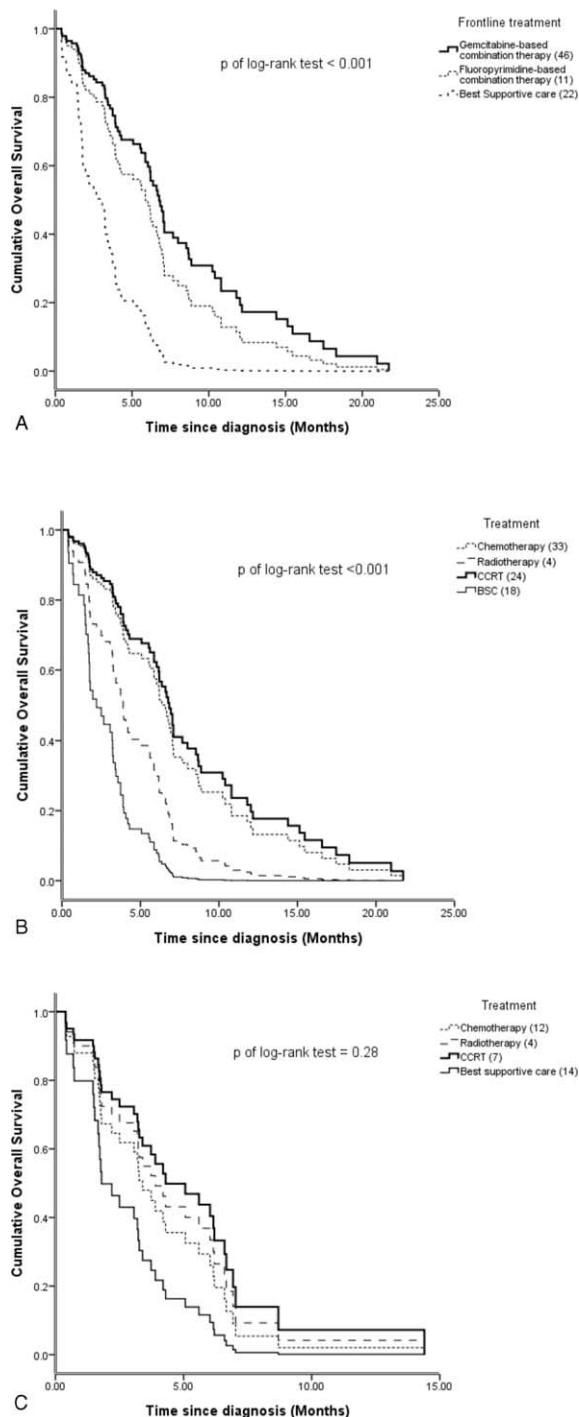 Frontline treatment
Gemcitabine-based
combination therapy (46)
Fluoropyrimidine-based
combination therapy (11)
Best Supportive care (22)
p of log-rank test < 0.001
Cumulative Overall Survival
1.0
0.8
0.6
0.4
0.2
0.0
0.00 5.00 10.00 15.00 20.00 25.00
Time since diagnosis (Months)
A
Treatment
Chemotherapy (33)
Radiotherapy (4)
CCRT (24)
BSC (18)
p of log-rank test <0.001
Cumulative Overall Survival
1.0
0.8
0.6
0.4
0.2
0.0
0.00 5.00 10.00 15.00 20.00 25.00
Time since diagnosis (Months)
B
Treatment
Chemotherapy (12)
Radiotherapy (4)
CCRT (7)
Best supportive care (14)
p of log-rank test = 0.28
Cumulative Overall Survival
1.0
0.8
0.6
0.4
0.2
0.0
0.00 5.00 10.00 15.00
Time since diagnosis (Months)
C